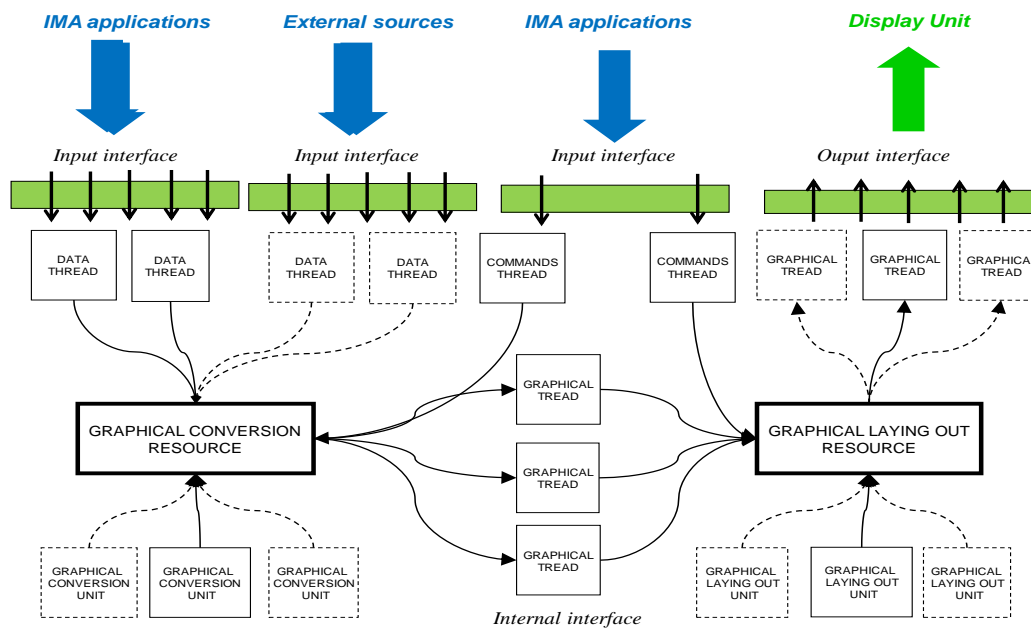 IMA applications
External sources
IMA applications
Display Unit
Input interface
Input interface
Input interface
Ouput interface
DATA
THREAD
DATA
THREAD
DATA
THREAD
DATA
THREAD
COMMANDS
THREAD
COMMANDS
THREAD
GRAPHICAL
TREAD
GRAPHICAL
TREAD
GRAPHICAL
TREAD
GRAPHICAL
TREAD
GRAPHICAL
TREAD
GRAPHICAL
TREAD
GRAPHICAL CONVERSION
RESOURCE
GRAPHICAL LAYING OUT
RESOURCE
GRAPHICAL
CONVERSION
UNIT
GRAPHICAL
CONVERSION
UNIT
GRAPHICAL
CONVERSION
UNIT
GRAPHICAL
LAYING OUT
UNIT
GRAPHICAL
LAYING OUT
UNIT
GRAPHICAL
LAYING OUT
UNIT
Internal interface